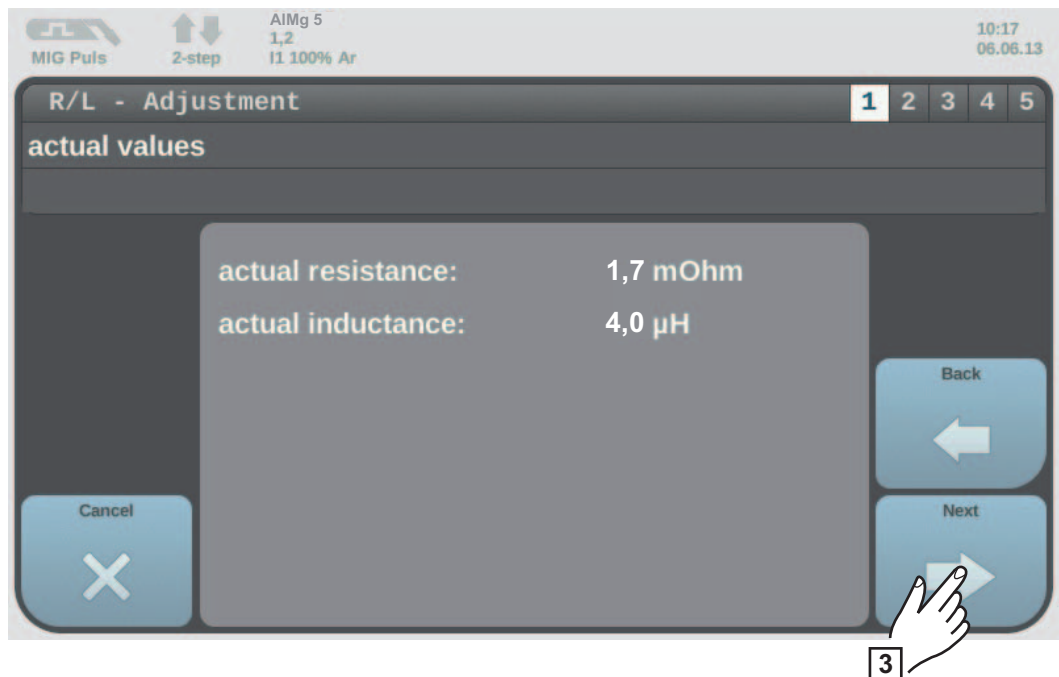 MIG Puls
2-step
AlMg 5
1,2
I1 100% Ar
10:17
06.06.13
R/L - Adjustment
1 2 3 4 5
actual values
actual resistance: 1,7 mOhm
actual inductance: 4,0 µH
Back
Cancel
Next
3